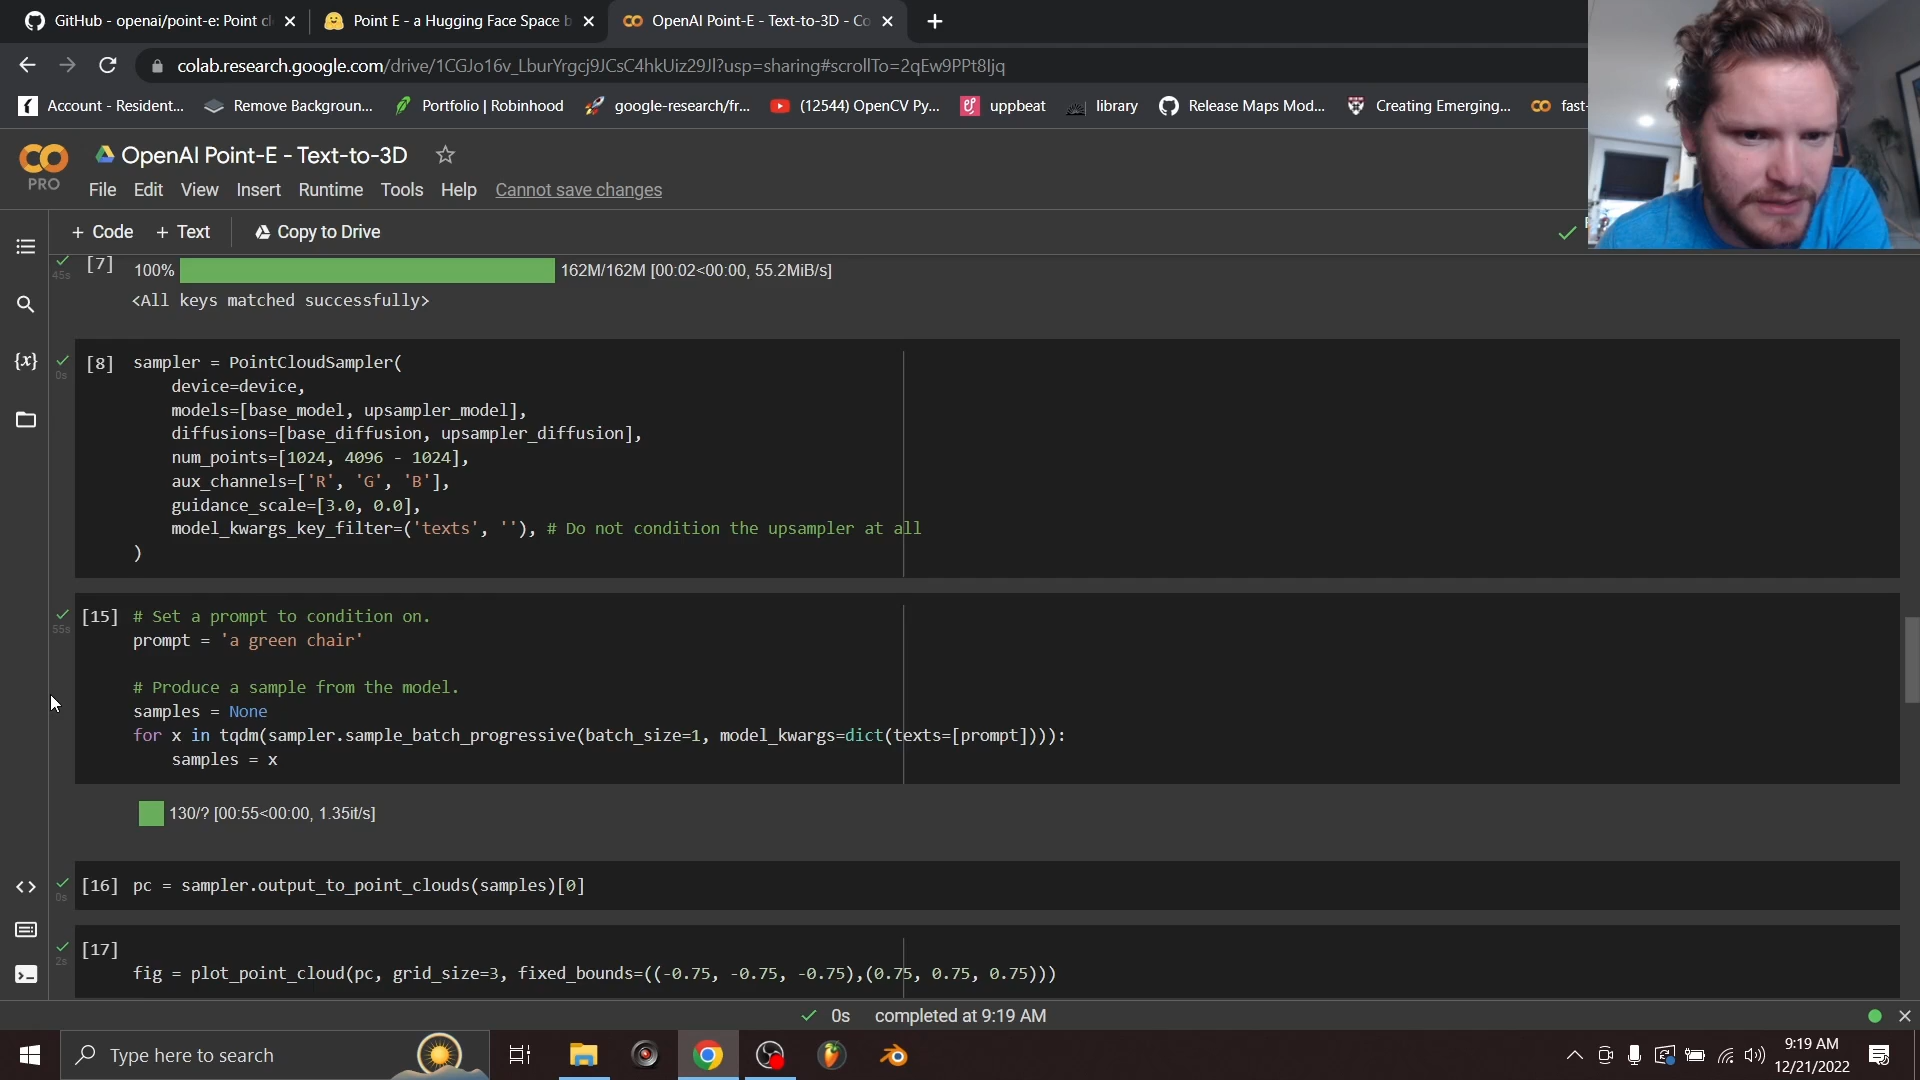 GitHub - openai/point-e: Point cl
Point E - a Hugging Face Space b
OpenAI Point-E - Text-to-3D - Co
colab.research.google.com/drive/1CGJo16v_LburYrgcj9JCsC4hkUiz29Jl?usp=sharing#scrollTo=2qEw9PPt8Ijq
Account - Resident...
Remove Backgroun...
Portfolio | Robinhood
google-research/fr...
(12544) OpenCV Py...
uppbeat
library
Release Maps Mod...
Creating Emerging...
fast-
PRO
OpenAI Point-E - Text-to-3D
File Edit View Insert Runtime Tools Help Cannot save changes
+ Code + Text Copy to Drive
45s
[7] 100% 162M/162M [00:02<00:00, 55.2MiB/s]
<All keys matched successfully>
{x}
0s
[8] sampler = PointCloudSampler(
device=device,
models=[base_model, upsampler_model],
diffusions=[base_diffusion, upsampler_diffusion],
num_points=[1024, 4096 - 1024],
aux_channels=['R', 'G', 'B'],
guidance_scale=[3.0, 0.0],
model_kwargs_key_filter=('texts', ''), # Do not condition the upsampler at all
)
55s
[15] # Set a prompt to condition on.
prompt = 'a green chair'
# Produce a sample from the model.
samples = None
for x in tqdm(sampler.sample_batch_progressive(batch_size=1, model_kwargs=dict(texts=[prompt]))):
samples = x
130/? [00:55<00:00, 1.35it/s]
0s
[16] pc = sampler.output_to_point_clouds(samples)[0]
2s
[17]
fig = plot_point_cloud(pc, grid_size=3, fixed_bounds=((-0.75, -0.75, -0.75),(0.75, 0.75, 0.75)))
0s completed at 9:19 AM
Type here to search
9:19 AM
12/21/2022